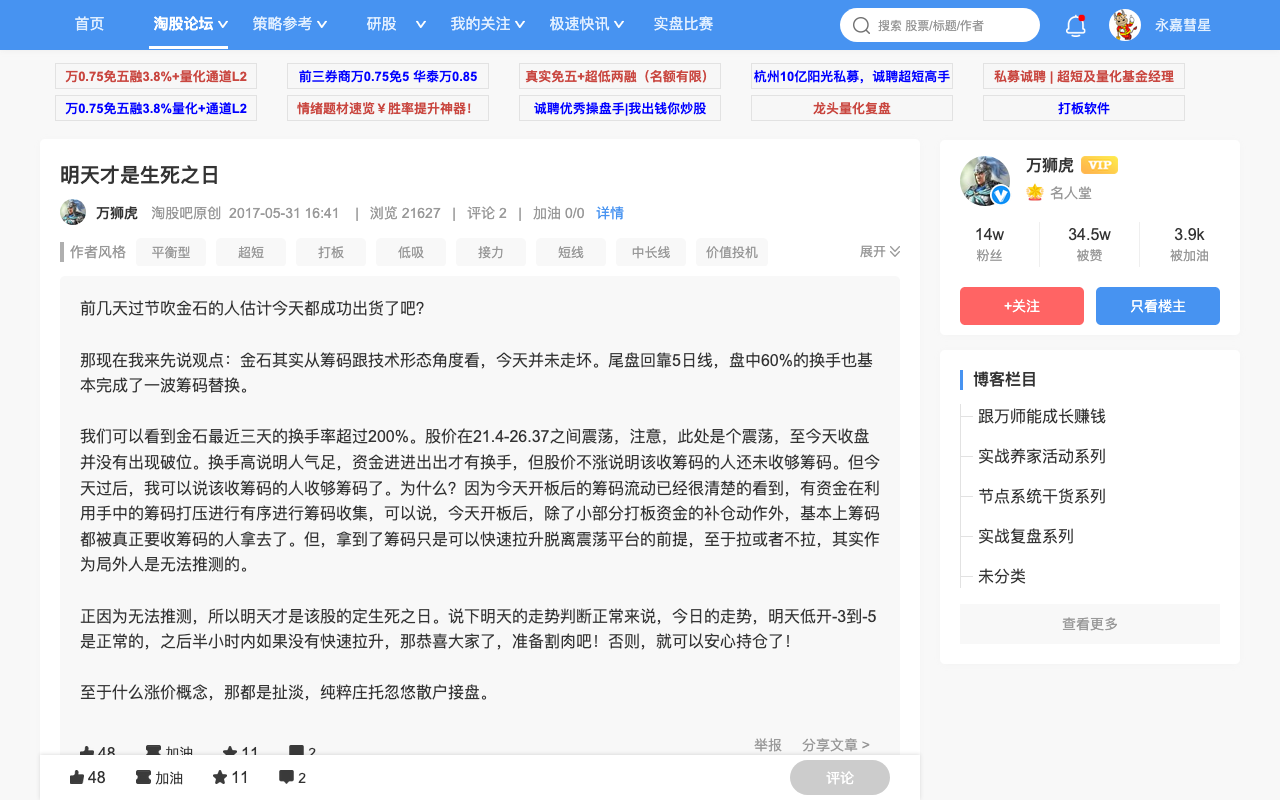 首页 淘股论坛 策略参考 研股 我的关注 极速快讯 实盘比赛 搜索 股票/标题/作者 永嘉彗星
万0.75免五融3.8%+量化通道L2 前三券商万0.75免5 华泰万0.85 真实免五+超低两融（名额有限） 杭州10亿阳光私募，诚聘超短高手 私募诚聘 | 超短及量化基金经理
万0.75免五融3.8%量化+通道L2 情绪题材速览￥胜率提升神器！ 诚聘优秀操盘手|我出钱你炒股 龙头量化复盘 打板软件
明天才是生死之日
万狮虎 淘股吧原创 2017-05-31 16:41 | 浏览 21627 | 评论 2 | 加油 0/0 详情
作者风格 平衡型 超短 打板 低吸 接力 短线 中长线 价值投机 展开
前几天过节吹金石的人估计今天都成功出货了吧?
那现在我来先说观点：金石其实从筹码跟技术形态角度看，今天并未走坏。尾盘回靠5日线，盘中60%的换手也基
本完成了一波筹码替换。
我们可以看到金石最近三天的换手率超过200%。股价在21.4-26.37之间震荡，注意，此处是个震荡，至今天收盘
并没有出现破位。换手高说明人气足，资金进进出出才有换手，但股价不涨说明该收筹码的人还未收够筹码。但今
天过后，我可以说该收筹码的人收够筹码了。为什么？因为今天开板后的筹码流动已经很清楚的看到，有资金在利
用手中的筹码打压进行有序进行筹码收集，可以说，今天开板后，除了小部分打板资金的补仓动作外，基本上筹码
都被真正要收筹码的人拿去了。但，拿到了筹码只是可以快速拉升脱离震荡平台的前提，至于拉或者不拉，其实作
为局外人是无法推测的。
正因为无法推测，所以明天才是该股的定生死之日。说下明天的走势判断正常来说，今日的走势，明天低开-3到-5
是正常的，之后半小时内如果没有快速拉升，那恭喜大家了，准备割肉吧！否则，就可以安心持仓了！
至于什么涨价概念，那都是扯淡，纯粹庄托忽悠散户接盘。
举报 分享文章 >
48 加油 11 2
48 加油 11 2 评论
万狮虎 VIP
名人堂
14w 34.5w 3.9k
粉丝 被赞 被加油
+关注 只看楼主
博客栏目
跟万师能成长赚钱
实战养家活动系列
节点系统干货系列
实战复盘系列
未分类
查看更多